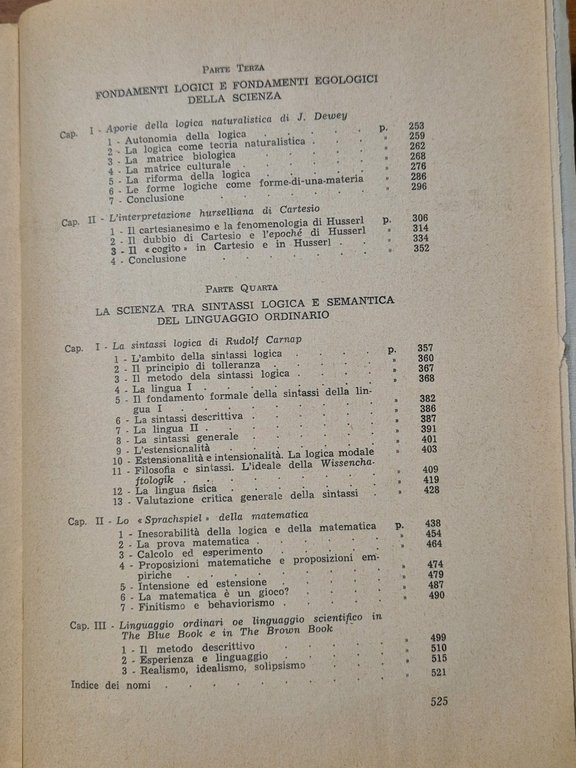 PARTE TERZA
FONDAMENTI LOGICI E FONDAMENTI EGOLOGICI
DELLA SCIENZA
Cap. I - Aporie della logica naturalistica di J. Dewey
1 - Autonomia della logica . . . . . p. 253
2 - La logica come teoria naturalistica . . . . » 259
3 - La matrice biologica . . . . . » 262
4 - La matrice culturale . . . . . » 268
5 - La riforma della logica . . . . . » 276
6 - Le forme logiche come forme-di-una-materia » 286
7 - Conclusione . . . . . . » 296
Cap. II - L'interpretazione hurselliana di Cartesio
1 - Il cartesianesimo e la fenomenologia di Husserl p. 306
2 - Il dubbio di Cartesio e l'epoché di Husserl » 314
3 - Il «cogito» in Cartesio e in Husserl . . » 334
4 - Conclusione . . . . . . » 352
PARTE QUARTA
LA SCIENZA TRA SINTASSI LOGICA E SEMANTICA
DEL LINGUAGGIO ORDINARIO
Cap. I - La sintassi logica di Rudolf Carnap
1 - L'ambito della sintassi logica . . . . p. 357
2 - Il principio di tolleranza . . . . » 360
3 - Il metodo dela sintassi logica . . . . » 367
4 - La lingua I . . . . . . » 368
5 - Il fondamento formale della sintassi della lin-
gua I . . . . . . » 382
6 - La sintassi descrittiva . . . . . » 386
7 - La lingua II . . . . . . » 387
8 - La sintassi generale . . . . . » 391
9 - L'estensionalità . . . . . » 401
10 - Estensionalità e intensionalità. La logica modale » 403
11 - Filosofia e sintassi. L'ideale della Wissencha-
ftologik . . . . . . » 409
12 - La lingua fisica . . . . . » 419
13 - Valutazione critica generale della sintassi . » 428
Cap. II - Lo «Sprachspiel» della matematica
1 - Inesorabilità della logica e della matematica p. 438
2 - La prova matematica . . . . . » 454
3 - Calcolo ed esperimento . . . . . » 464
4 - Proposizioni matematiche e proposizioni em-
piriche . . . . . . » 474
5 - Intensione ed estensione . . . . . » 479
6 - La matematica è un gioco? . . . . » 487
7 - Finitismo e behaviorismo . . . . . » 490
Cap. III - Linguaggio ordinari oe linguaggio scientifico in
The Blue Book e in The Brown Book
1 - Il metodo descrittivo . . . . . » 499
2 - Esperienza e linguaggio . . . . . » 510
3 - Realismo, idealismo, solipsismo . . . » 515
Indice dei nomi . . . . . . . » 521
525